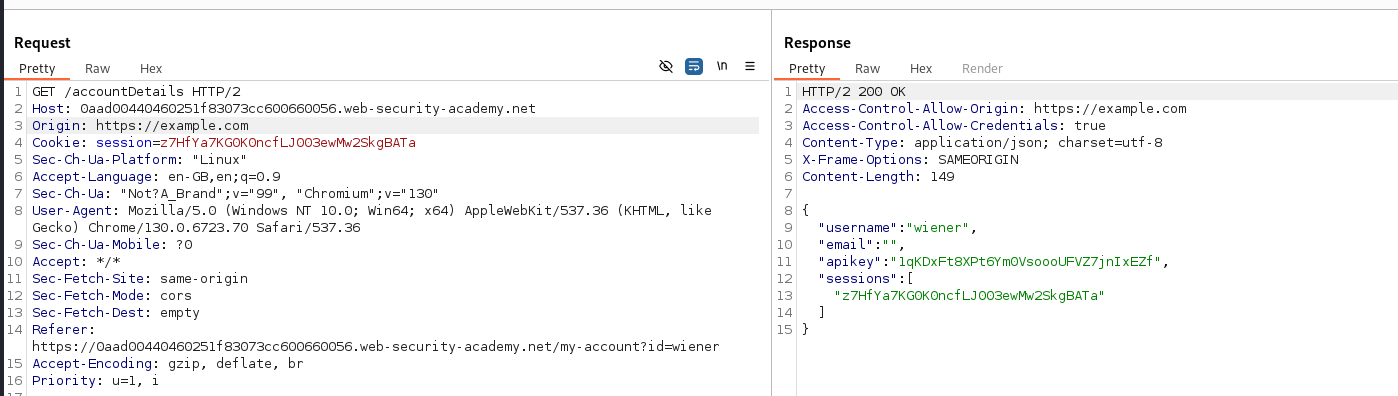 Request
Pretty Raw Hex \n
1 GET /accountDetails HTTP/2
2 Host: 0aad00440460251f83073cc600660056.web-security-academy.net
3 Origin: https://example.com
4 Cookie: session=z7HfYa7KG0K0ncfLJ003ewMw2SkgBATa
5 Sec-Ch-Ua-Platform: "Linux"
6 Accept-Language: en-GB,en;q=0.9
7 Sec-Ch-Ua: "Not?A_Brand";v="99", "Chromium";v="130"
8 User-Agent: Mozilla/5.0 (Windows NT 10.0; Win64; x64) AppleWebKit/537.36 (KHTML, like
Gecko) Chrome/130.0.6723.70 Safari/537.36
9 Sec-Ch-Ua-Mobile: ?0
10 Accept: */*
11 Sec-Fetch-Site: same-origin
12 Sec-Fetch-Mode: cors
13 Sec-Fetch-Dest: empty
14 Referer:
https://0aad00440460251f83073cc600660056.web-security-academy.net/my-account?id=wiener
15 Accept-Encoding: gzip, deflate, br
16 Priority: u=1, i
17
Response
Pretty Raw Hex Render
1 HTTP/2 200 OK
2 Access-Control-Allow-Origin: https://example.com
3 Access-Control-Allow-Credentials: true
4 Content-Type: application/json; charset=utf-8
5 X-Frame-Options: SAMEORIGIN
6 Content-Length: 149
7
8 {
9 "username":"wiener",
10 "email":"",
11 "apikey":"1qKDxFt8XPt6YmOVsoooUFVZ7jnIxEZf",
12 "sessions":[
13 "z7HfYa7KG0K0ncfLJ003ewMw2SkgBATa"
14 ]
15 }